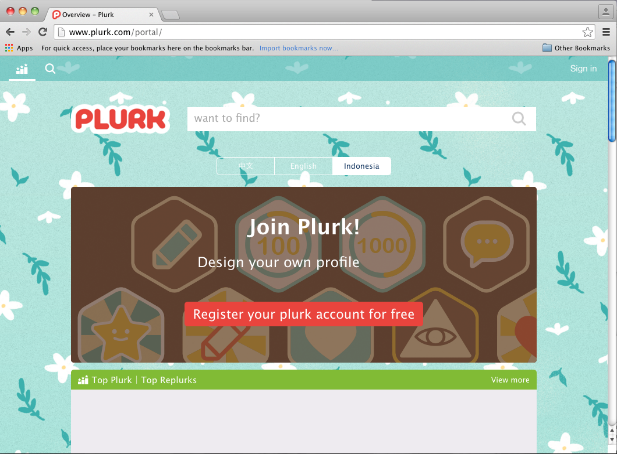 Overview – Plurk
www.plurk.com/portal/
Apps For quick access, place your bookmarks here on the bookmarks bar. Import bookmarks now... Other Bookmarks
Sign in
PLURK
want to find?
中文 English Indonesia
100 1000
Join Plurk!
Design your own profile
Register your plurk account for free
Top Plurk | Top Replurks View more